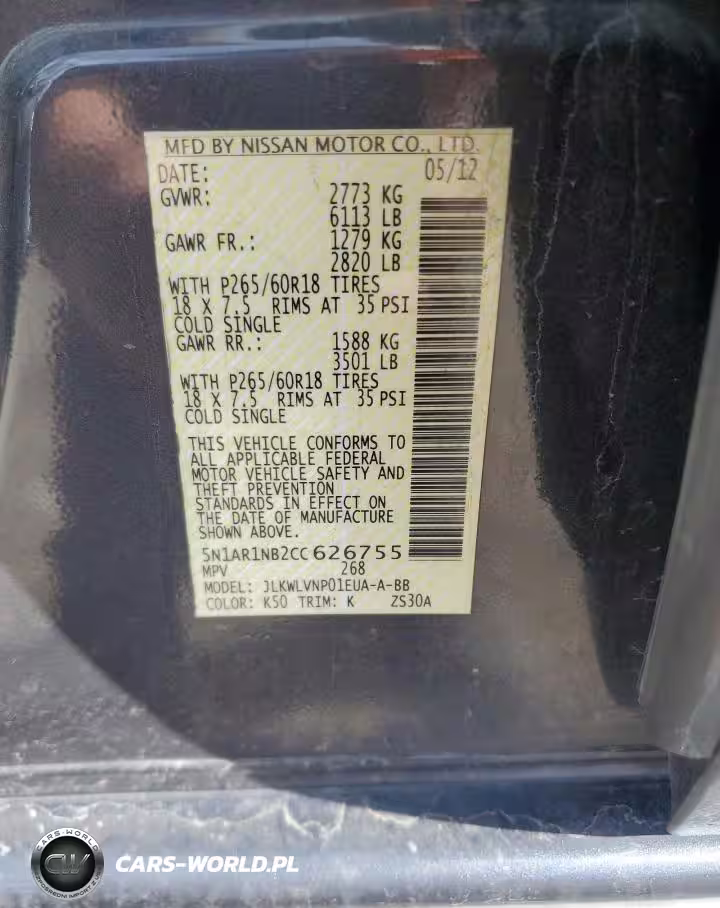 MFD BY NISSAN MOTOR CO., LTD.
DATE: 05/12
GVWR: 2773 KG
6113 LB
GAWR FR.: 1279 KG
2820 LB
WITH P265/60R18 TIRES
18 X 7.5 RIMS AT 35 PSI
COLD SINGLE
GAWR RR.: 1588 KG
3501 LB
WITH P265/60R18 TIRES
18 X 7.5 RIMS AT 35 PSI
COLD SINGLE
THIS VEHICLE CONFORMS TO
ALL APPLICABLE FEDERAL
MOTOR VEHICLE SAFETY AND
THEFT PREVENTION
STANDARDS IN EFFECT ON
THE DATE OF MANUFACTURE
SHOWN ABOVE.
5N1AR1NB2CC626755
MPV 268
MODEL: JLKWLVNP01EUA-A-BB
COLOR: K50 TRIM: K ZS30A
CARS-WORLD
CW
CARS-WORLD.PL